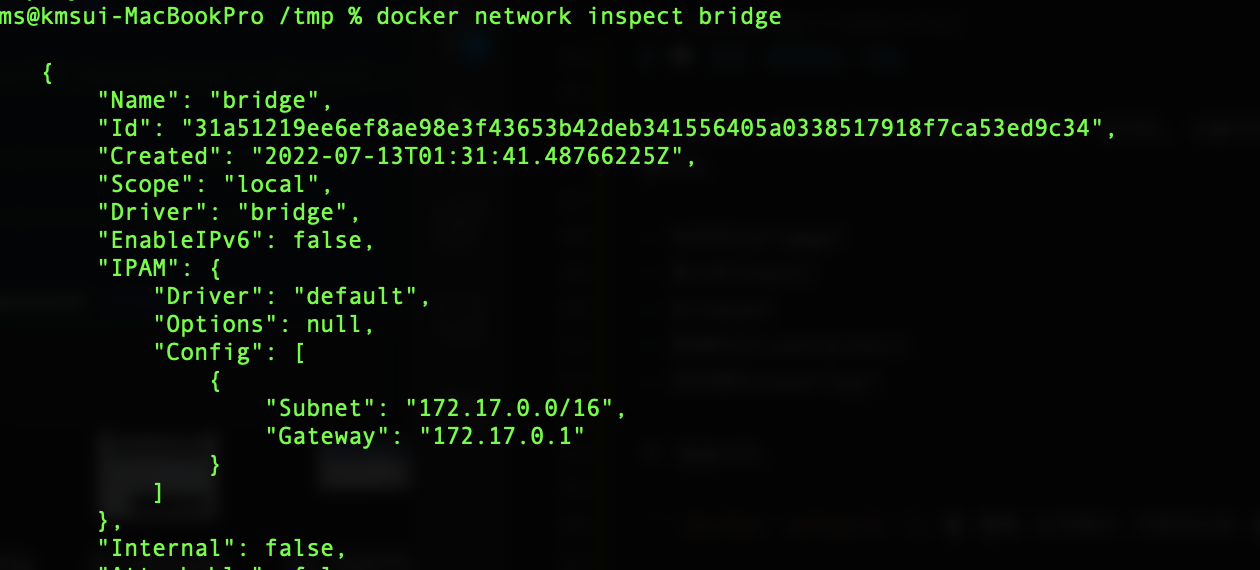 ms@kmsui-MacBookPro /tmp % docker network inspect bridge
{
"Name": "bridge",
"Id": "31a51219ee6ef8ae98e3f43653b42deb341556405a0338517918f7ca53ed9c34",
"Created": "2022-07-13T01:31:41.48766225Z",
"Scope": "local",
"Driver": "bridge",
"EnableIPv6": false,
"IPAM": {
"Driver": "default",
"Options": null,
"Config": [
{
"Subnet": "172.17.0.0/16",
"Gateway": "172.17.0.1"
}
]
},
"Internal": false,